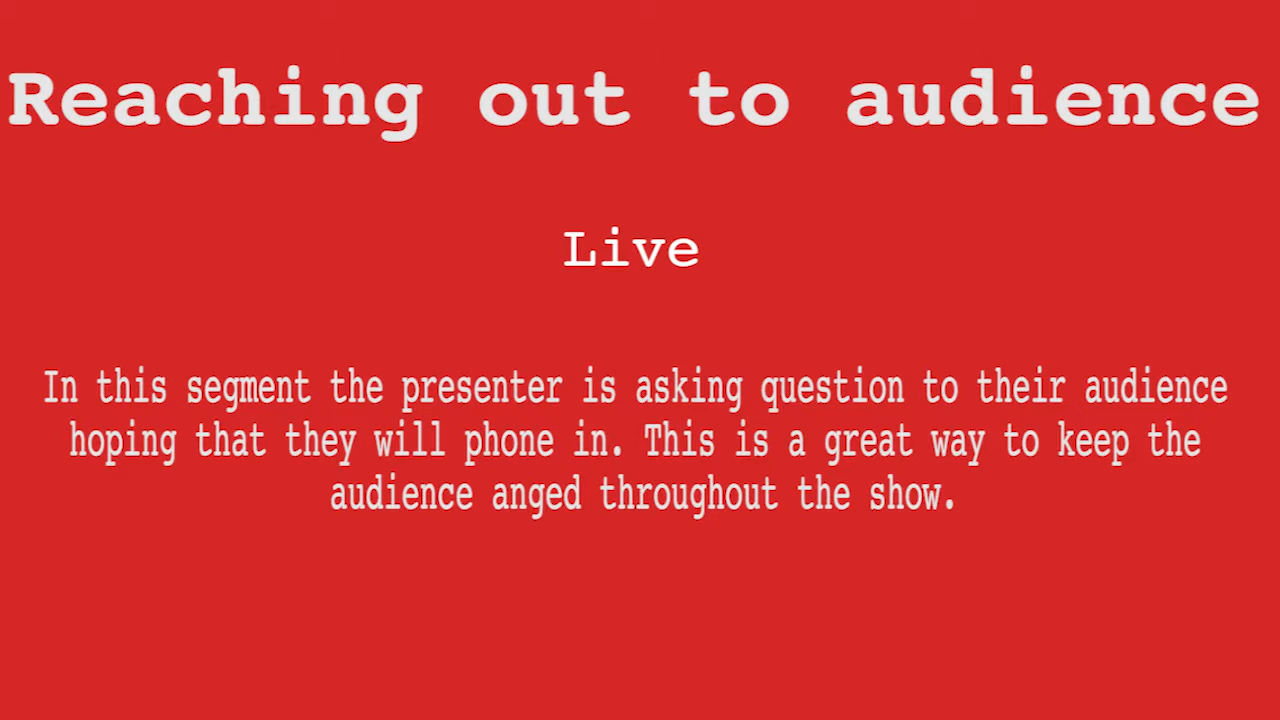 Reaching out to audience
Live
In this segment the presenter is asking question to their audience
hoping that they will phone in. This is a great way to keep the
audience anged throughout the show.